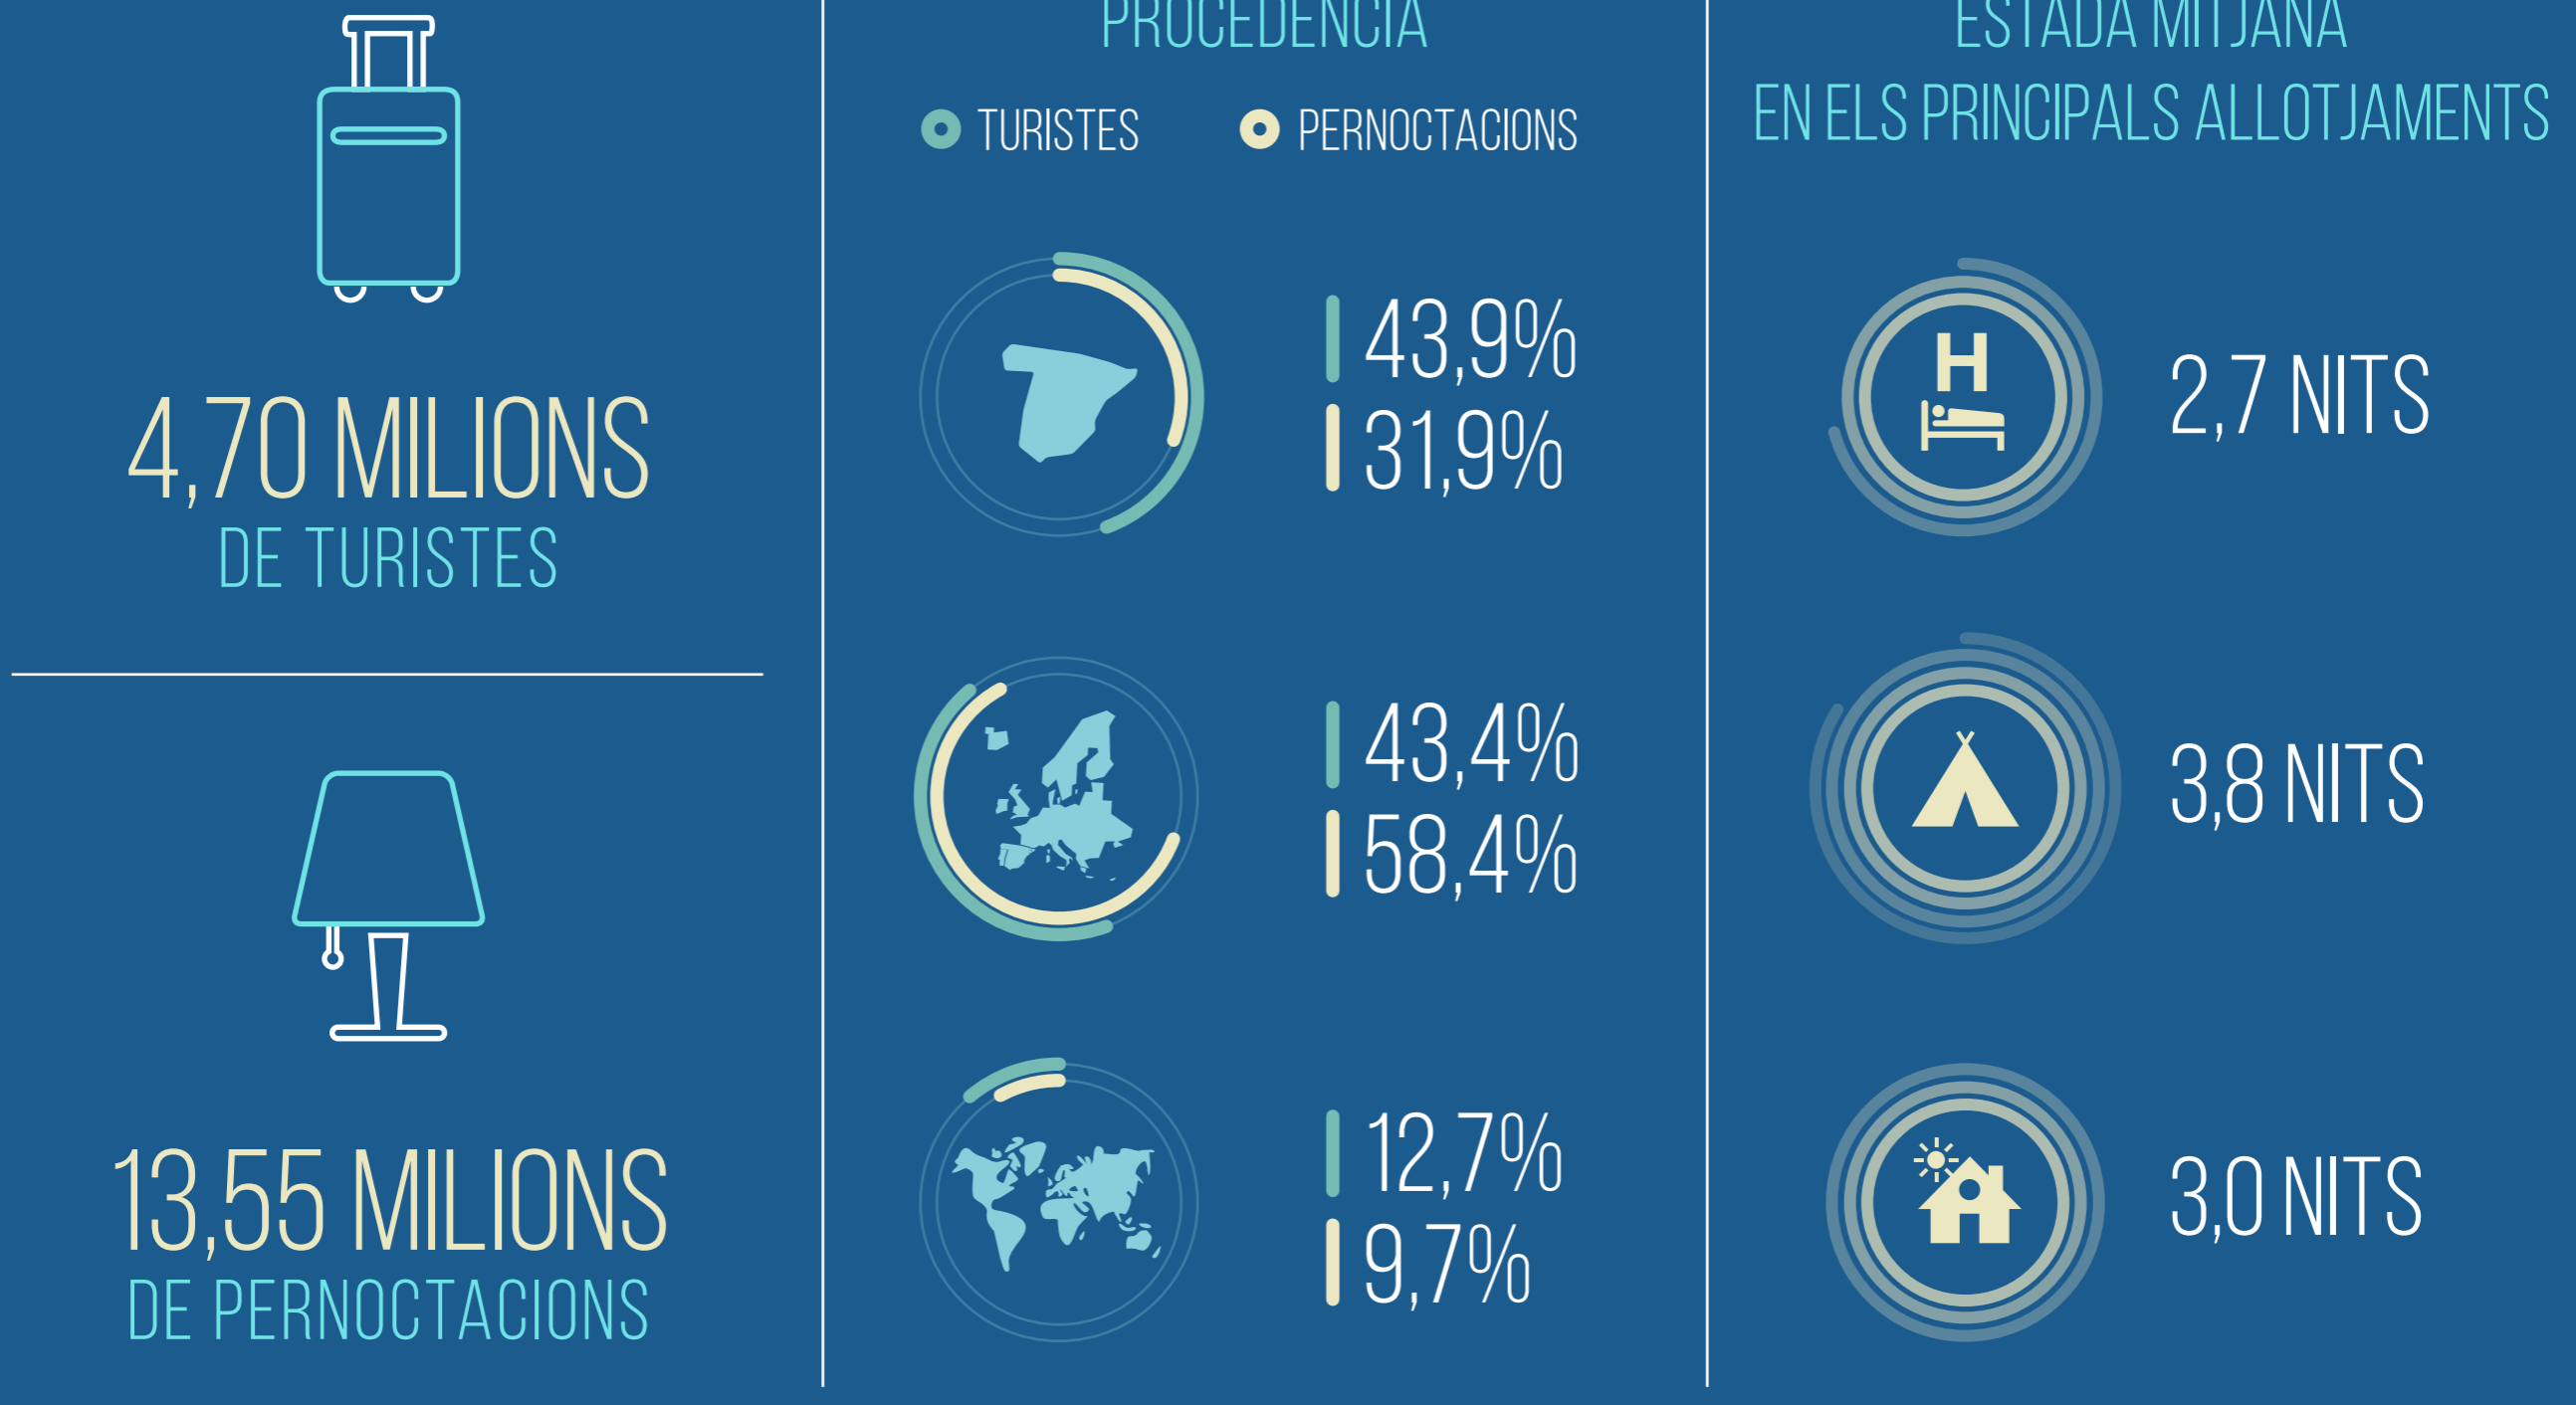 4,70 MILIONS
DE TURISTES
13,55 MILIONS
DE PERNOCTACIONS
PROCEDÈNCIA
TURISTES
PERNOCTACIONS
43,9%
31,9%
43,4%
58,4%
12,7%
9,7%
ESTADA MITJANA
EN ELS PRINCIPALS ALLOTJAMENTS
H
2,7 NITS
3,8 NITS
3,0 NITS